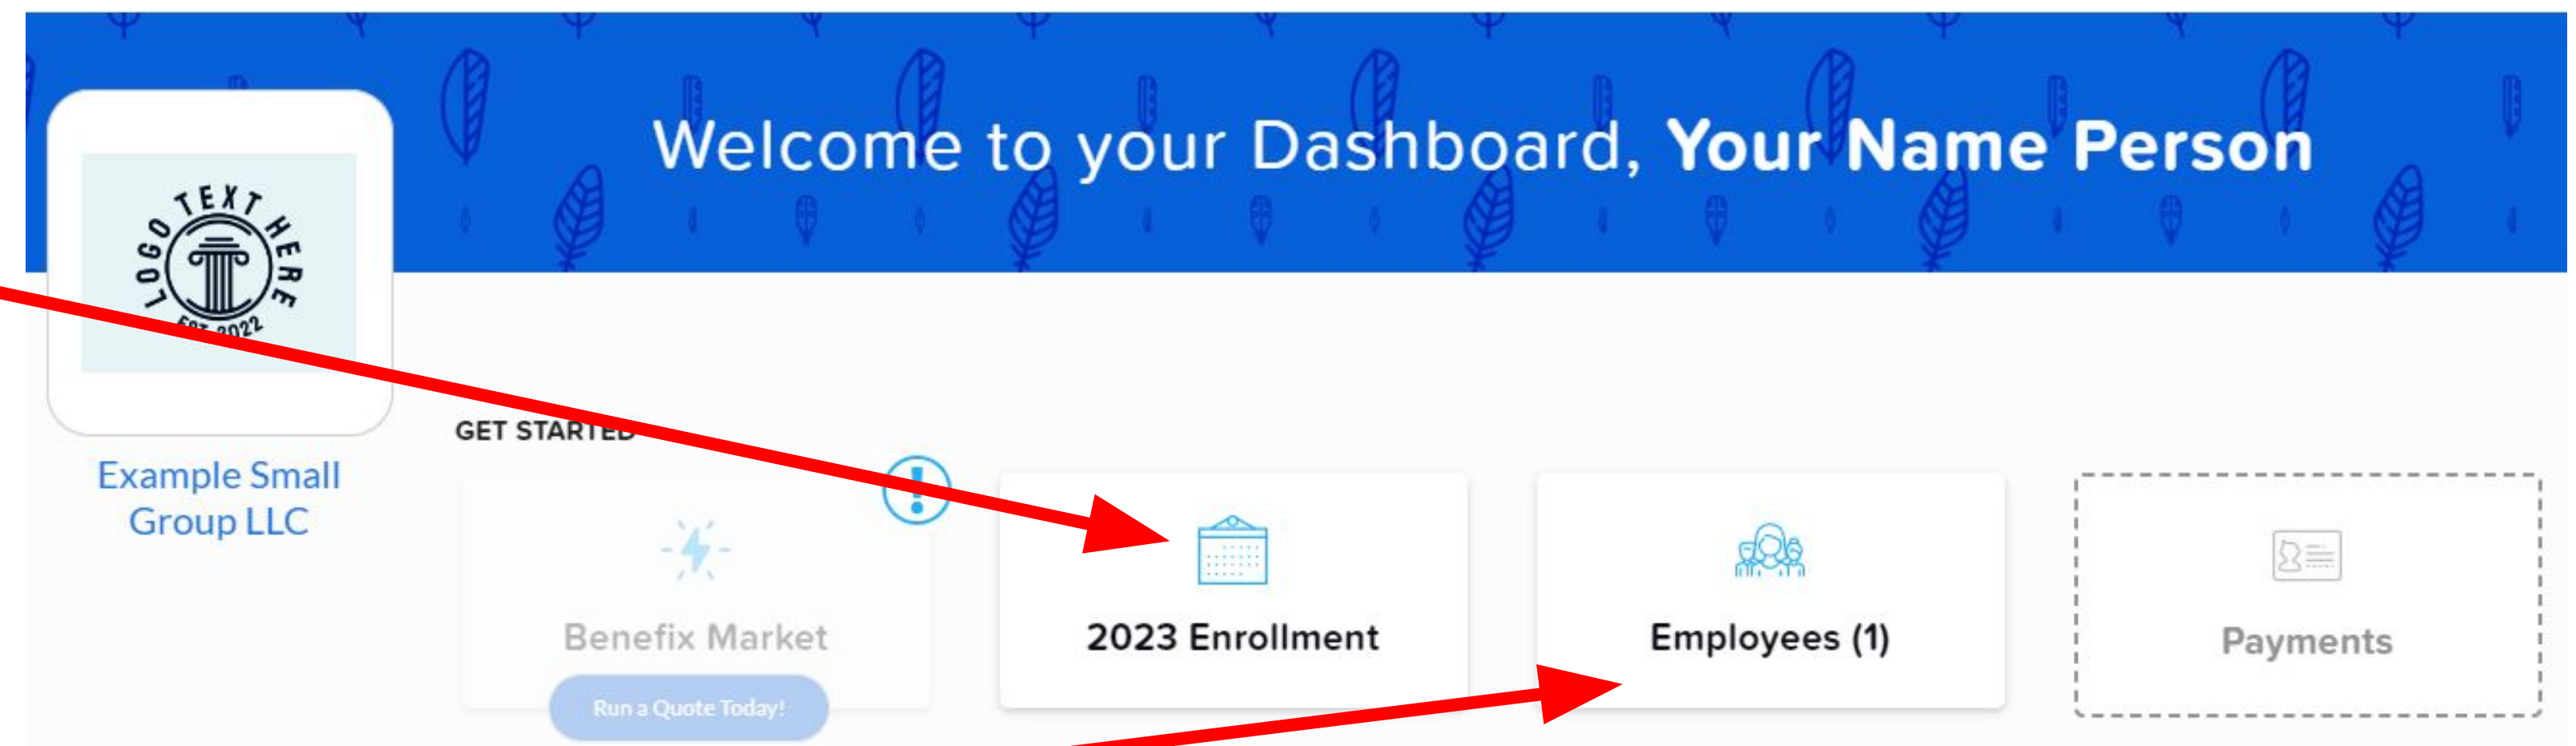 Welcome to your Dashboard, Your Name Person
LOGO TEXT HERE
EST 2022
Example Small
Group LLC
GET STARTED
Benefix Market
Run a Quote Today!
2023 Enrollment
Employees (1)
Payments